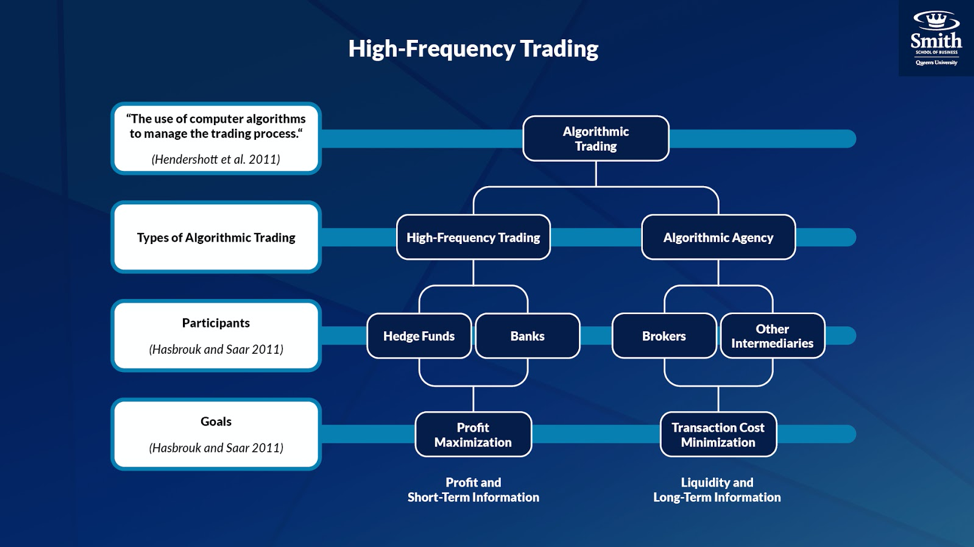 High-Frequency Trading
Smith
SCHOOL OF BUSINESS
Queen's University
“The use of computer algorithms
to manage the trading process.“
(Hendershott et al. 2011)
Algorithmic
Trading
Types of Algorithmic Trading
High-Frequency Trading
Algorithmic Agency
Participants
(Hasbrouk and Saar 2011)
Hedge Funds
Banks
Brokers
Other
Intermediaries
Goals
(Hasbrouk and Saar 2011)
Profit
Maximization
Transaction Cost
Minimization
Profit and
Short-Term Information
Liquidity and
Long-Term Information